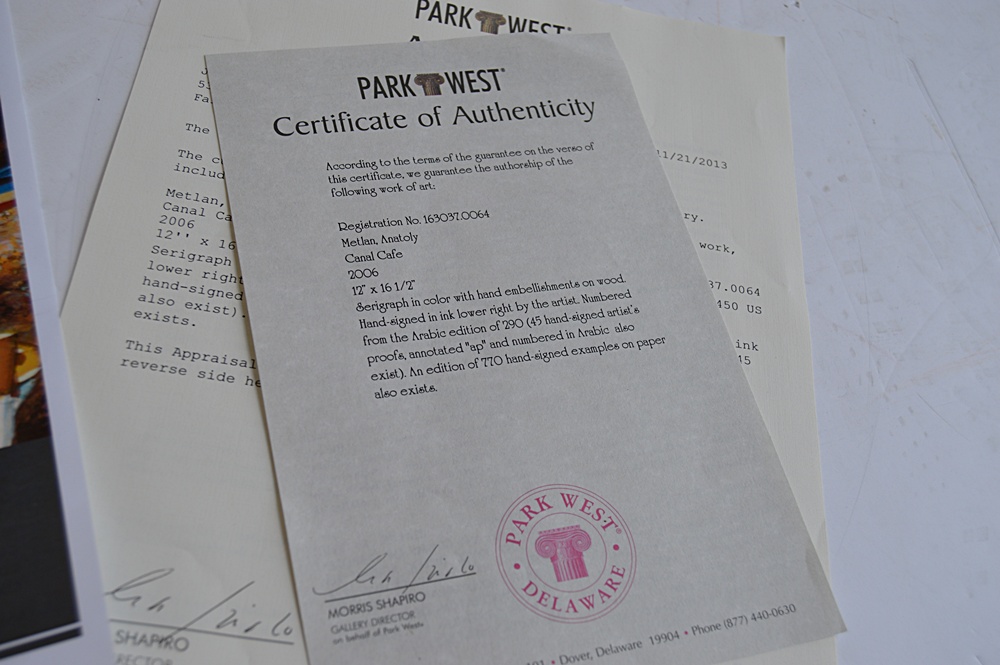 PARK WEST®
PARK WEST®
Certificate of Authenticity
According to the terms of the guarantee on the verso of
this certificate, we guarantee the authorship of the
following work of art:
Registration No. 163037.0064
Metlan, Anatoly
Canal Cafe
2006
12" x 16 1/2"
Serigraph in color with hand embellishments on wood.
Hand-signed in ink lower right by the artist. Numbered
from the Arabic edition of 290 (45 hand-signed artist's
proofs, annotated "ap" and numbered in Arabic also
exist). An edition of 770 hand-signed examples on paper
also exists.
MORRIS SHAPIRO
GALLERY DIRECTOR
on behalf of Park West®
PARK WEST®
DELAWARE
Dover, Delaware 19904 • Phone (877) 440-0630
The
The
includ
Metlan,
Canal Ca
2006
12'' x 16
Serigraph
lower right
hand-signed
also exist).
exists.
This Appraisal
reverse side he
11/21/2013
ry.
work,
37.0064
450 US
ink
15
SHAPIRO
RECTOR